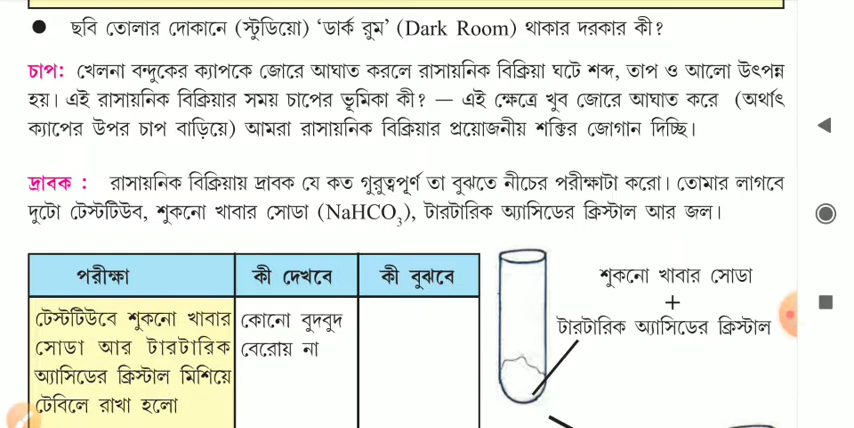 ● ছবি তোলার দোকানে (স্টুডিয়ো) ‘ডার্ক রুম’ (Dark Room) থাকার দরকার কী?
চাপ: খেলনা বন্দুকের ক্যাপকে জোরে আঘাত করলে রাসায়নিক বিক্রিয়া ঘটে শব্দ, তাপ ও আলো উৎপন্ন
হয়। এই রাসায়নিক বিক্রিয়ার সময় চাপের ভূমিকা কী? — এই ক্ষেত্রে খুব জোরে আঘাত করে (অর্থাৎ
ক্যাপের উপর চাপ বাড়িয়ে) আমরা রাসায়নিক বিক্রিয়ার প্রয়োজনীয় শক্তির জোগান দিচ্ছি।
দ্রাবক : রাসায়নিক বিক্রিয়ায় দ্রাবক যে কত গুরুত্বপূর্ণ তা বুঝতে নীচের পরীক্ষাটা করো। তোমার লাগবে
দুটো টেস্টটিউব, শুকনো খাবার সোডা (NaHCO₃), টারটারিক অ্যাসিডের ক্রিস্টাল আর জল।
পরীক্ষা কী দেখবে কী বুঝবে
টেস্টটিউবে শুকনো খাবার
সোডা আর টারটারিক
অ্যাসিডের ক্রিস্টাল মিশিয়ে
টেবিলে রাখা হলো
কোনো বুদবুদ
বেরোয় না
শুকনো খাবার সোডা
+
টারটারিক অ্যাসিডের ক্রিস্টাল